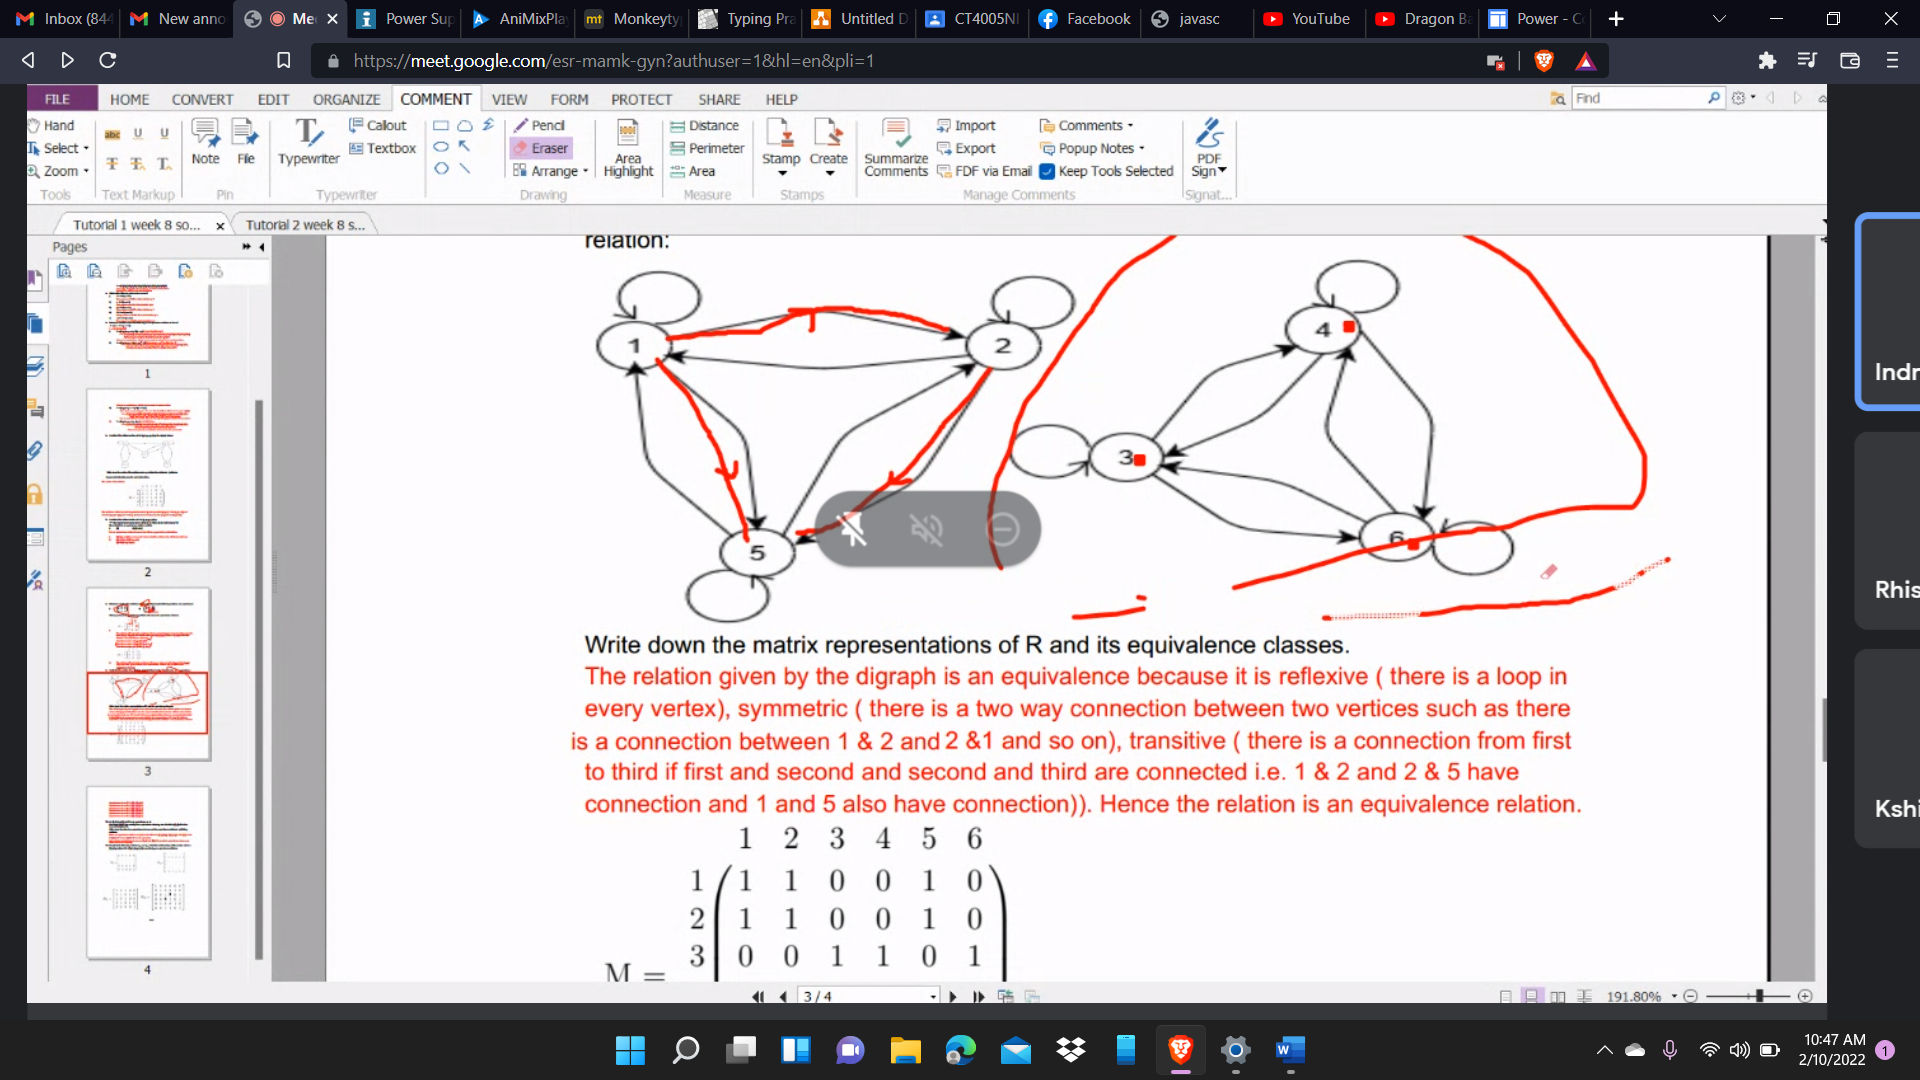 Inbox (844
New anno
Mee
Power Sup
AniMixPla
Monkeyty
Typing Pra
Untitled D
CT4005NI
Facebook
javasc
YouTube
Dragon Ba
Power - Co
https://meet.google.com/esr-mamk-gyn?authuser=1&hl=en&pli=1
FILE HOME CONVERT EDIT ORGANIZE COMMENT VIEW FORM PROTECT SHARE HELP
Find
Hand
Select
Zoom
Tools
Text Markup
Note
File
Pin
Typewriter
Callout
Textbox
Typewriter
Pencil
Eraser
Arrange
Drawing
Area
Highlight
Distance
Perimeter
Area
Measure
Stamp
Create
Stamps
Summarize
Comments
Import
Export
FDF via Email
Comments
Popup Notes
Keep Tools Selected
Manage Comments
PDF
Sign
Signat...
Tutorial 1 week 8 so...
Tutorial 2 week 8 s...
Pages
1
2
3
4
relation:
1
2
4
3
5
6
Write down the matrix representations of R and its equivalence classes.
The relation given by the digraph is an equivalence because it is reflexive ( there is a loop in
every vertex), symmetric ( there is a two way connection between two vertices such as there
is a connection between 1 & 2 and 2 &1 and so on), transitive ( there is a connection from first
to third if first and second and second and third are connected i.e. 1 & 2 and 2 & 5 have
connection and 1 and 5 also have connection)). Hence the relation is an equivalence relation.
1 2 3 4 5 6
1 1 1 0 0 1 0
2 1 1 0 0 1 0
3 0 0 1 1 0 1
M =
3 / 4
191.80%
Indr
Rhis
Kshi
10:47 AM
2/10/2022
1